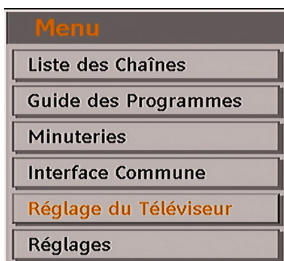 Menu
Liste des Chaînes
Guide des Programmes
Minuteries
Interface Commune
Réglage du Téléviseur
Réglages